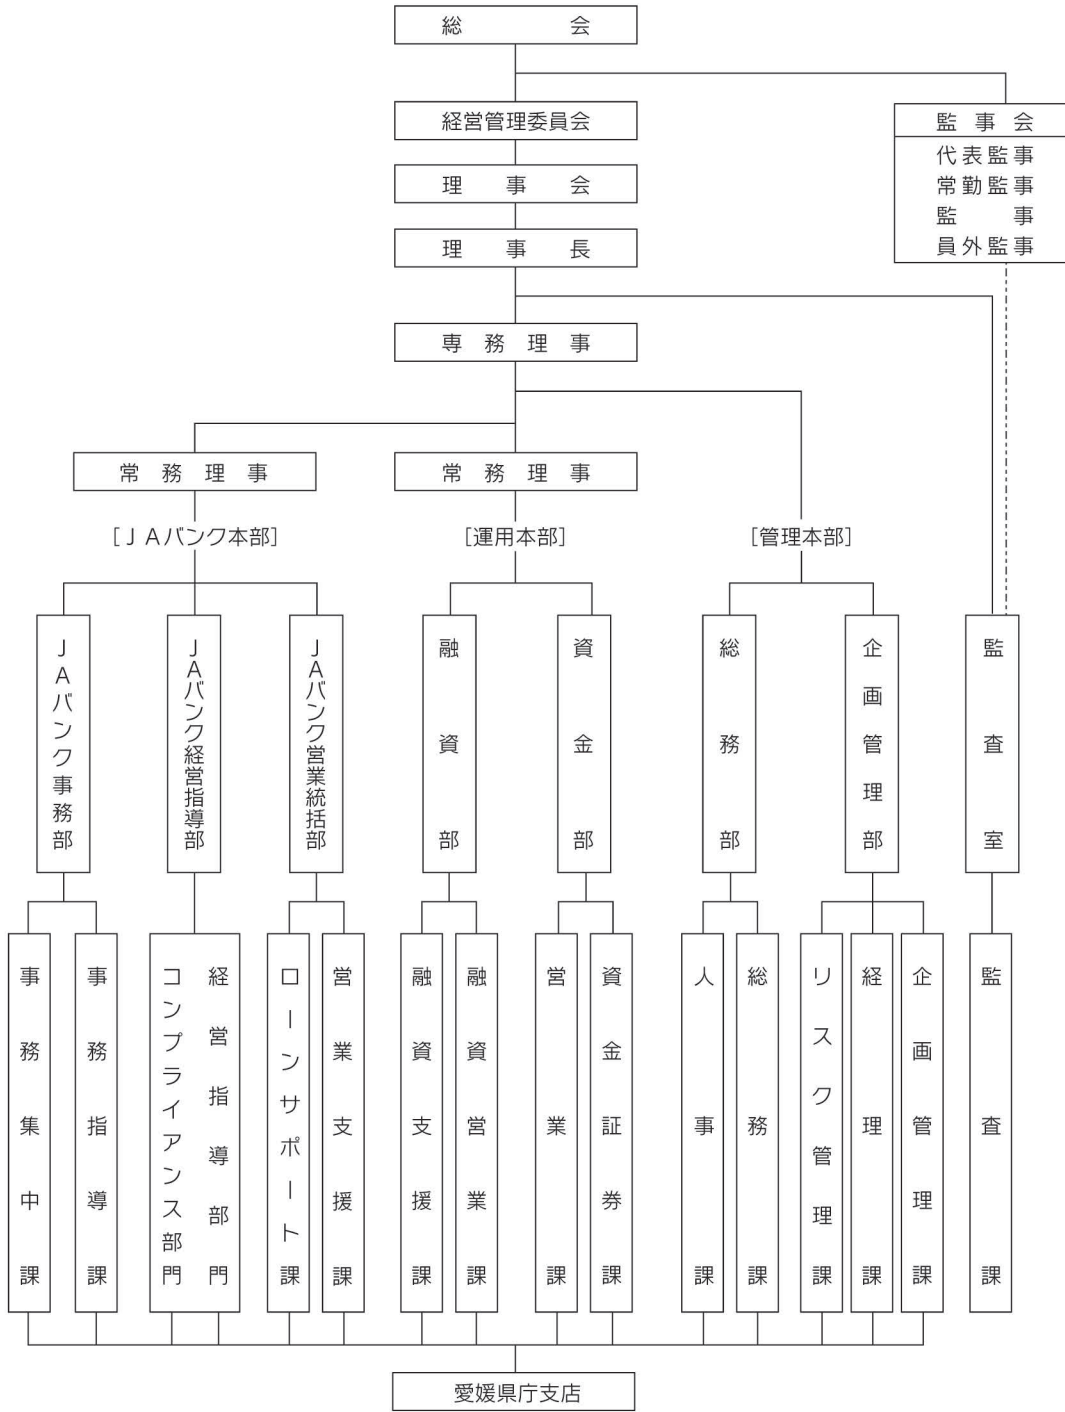 総会
経営管理委員会
監事会
代表監事
常勤監事
監事
員外監事
理事会
理事長
専務理事
常務理事
常務理事
［ＪＡバンク本部］
［運用本部］
［管理本部］
ＪＡバンク事務部
ＪＡバンク経営指導部
ＪＡバンク営業統括部
融資部
資金部
総務部
企画管理部
監査室
事務集中課
事務指導課
経営指導部門
コンプライアンス部門
ローンサポート課
営業支援課
融資支援課
融資営業課
営業課
資金証券課
人事課
総務課
リスク管理課
経理課
企画管理課
監査課
愛媛県庁支店